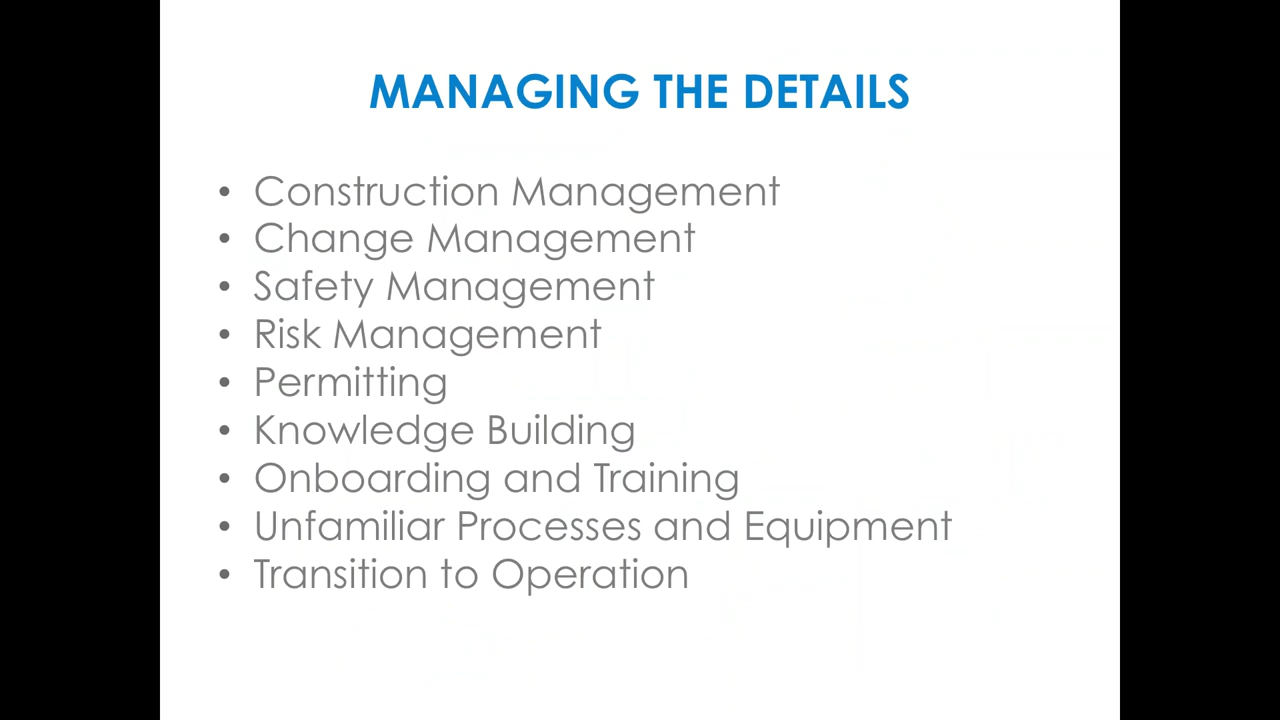 MANAGING THE DETAILS
• Construction Management
• Change Management
• Safety Management
• Risk Management
• Permitting
• Knowledge Building
• Onboarding and Training
• Unfamiliar Processes and Equipment
• Transition to Operation